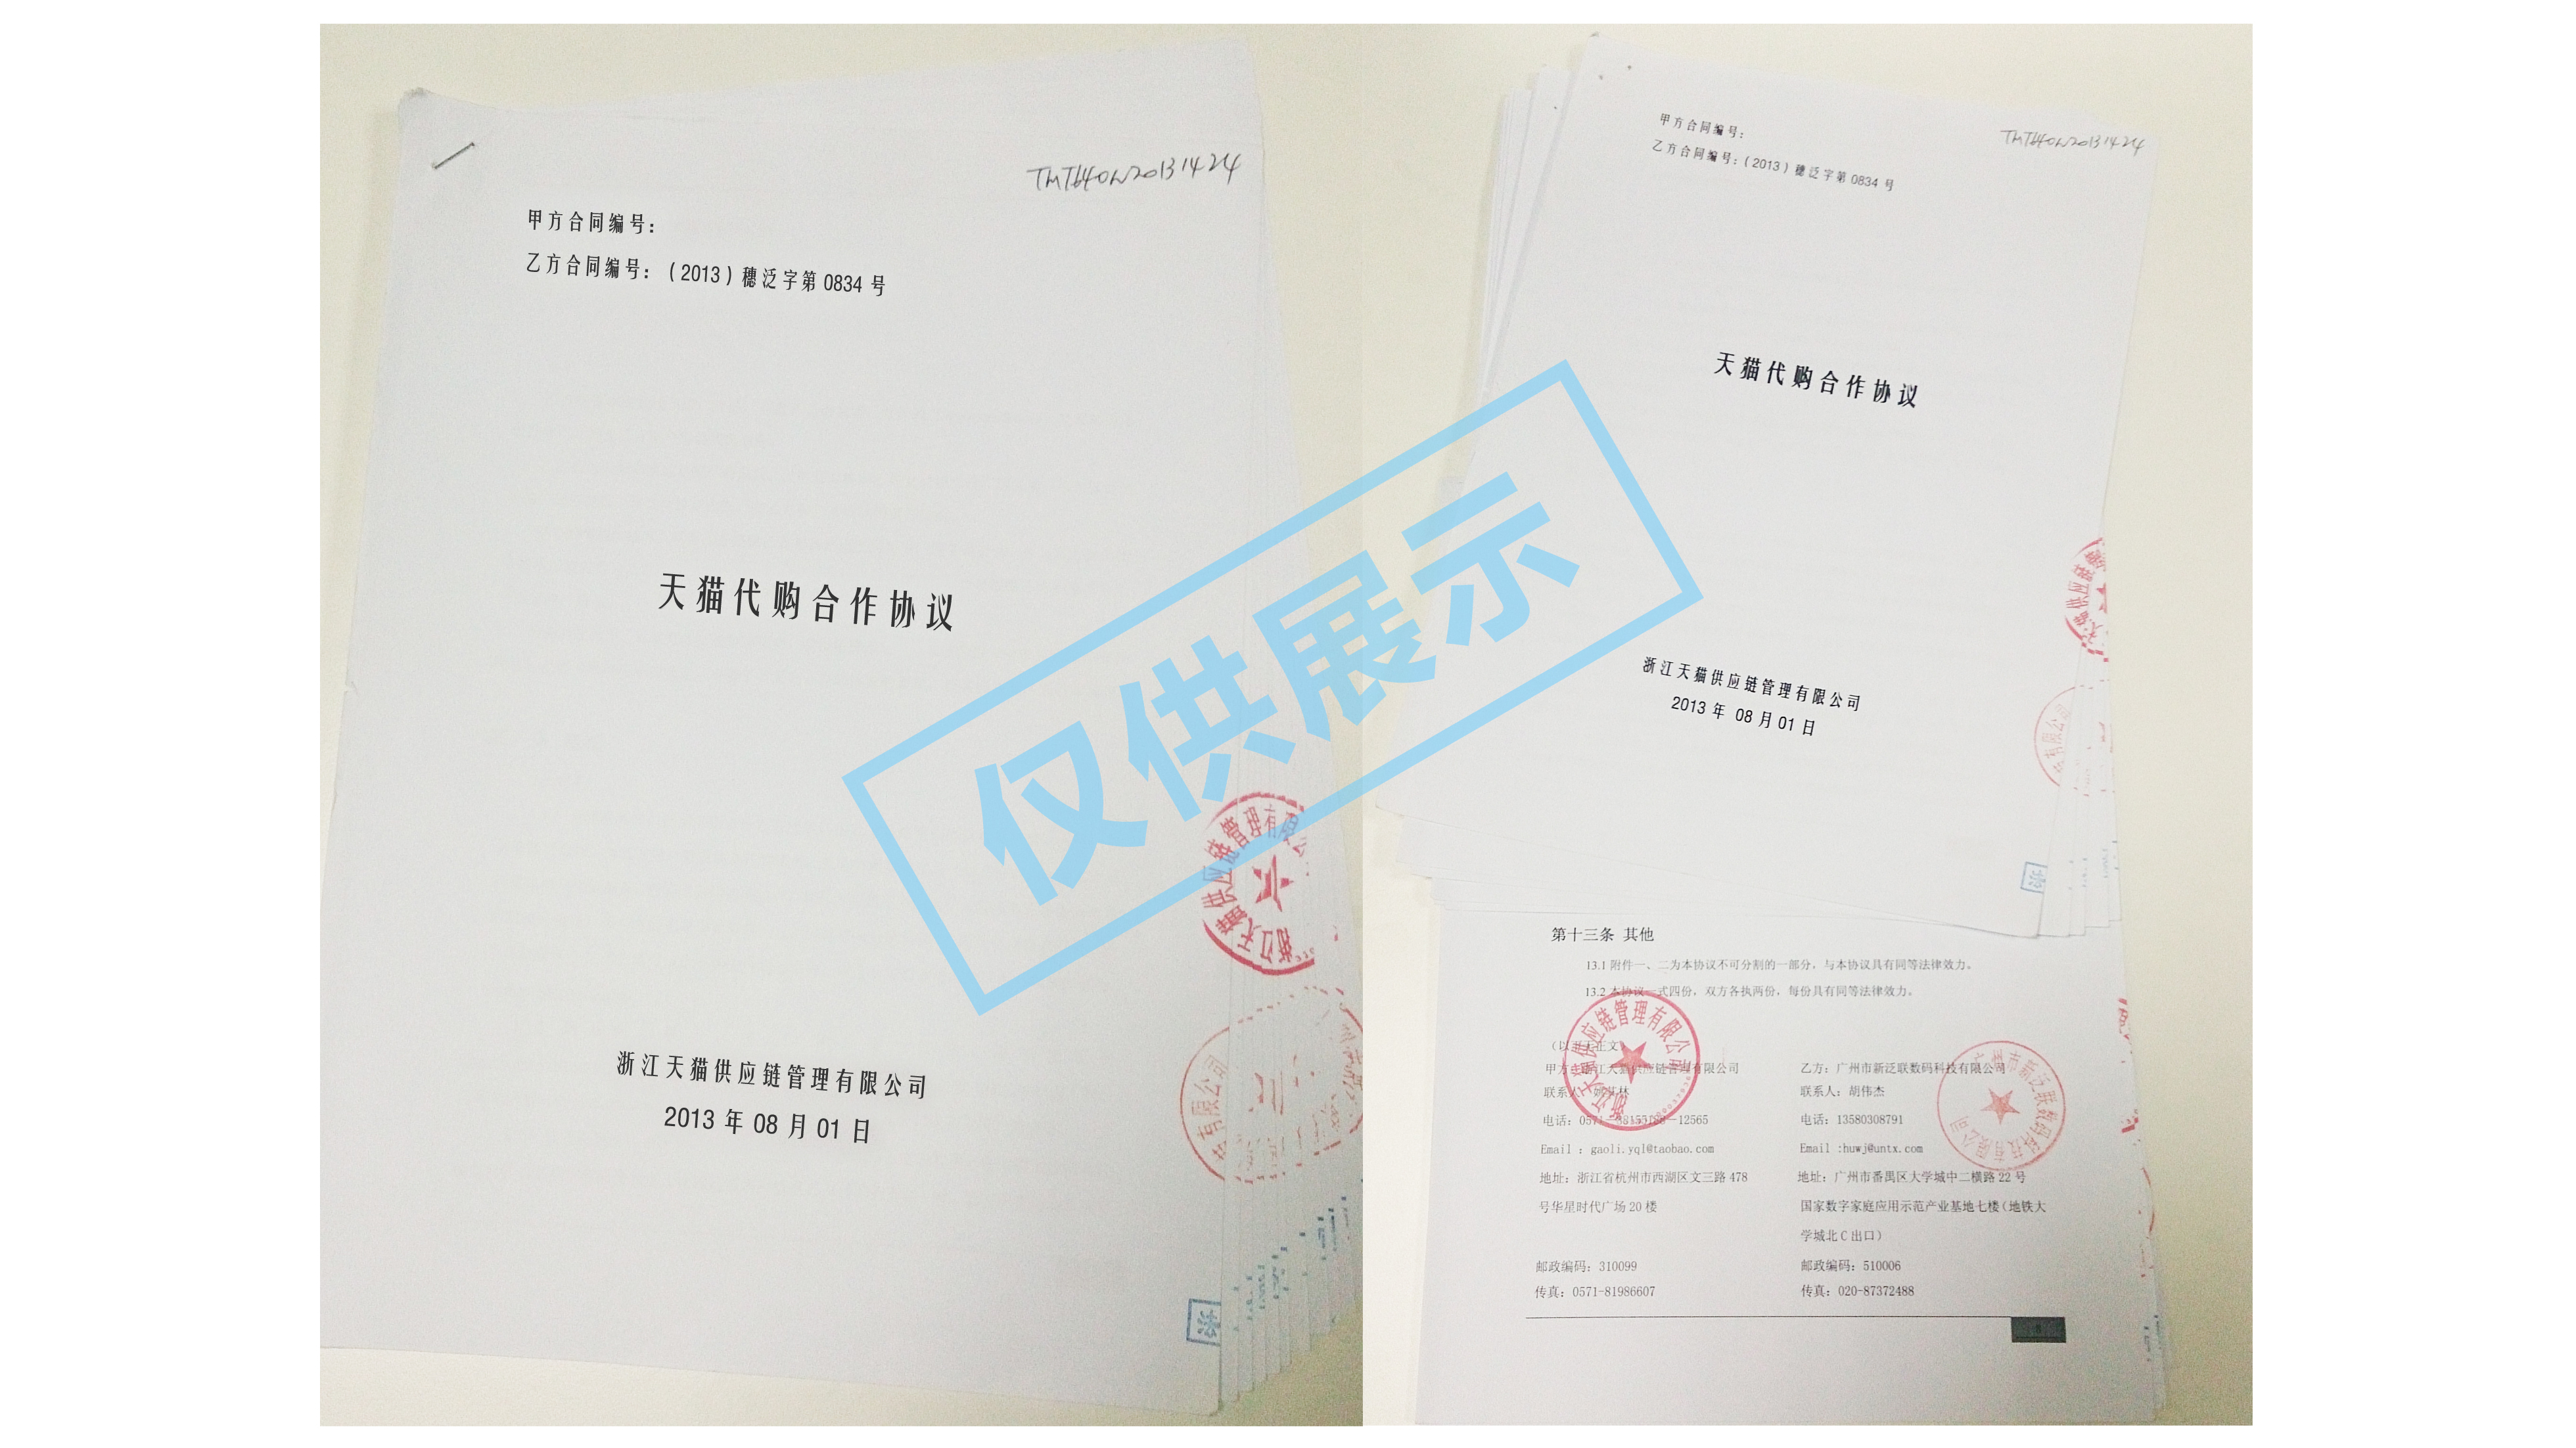 甲方合同编号：
乙方合同编号：（2013）穗泛字第 0834 号
天猫代购合作协议
浙江天猫供应链管理有限公司
2013 年 08 月 01 日
浙江天猫供应链管理有限公
有限公司
仅供展示
甲方合同编号：
乙方合同编号：（2013）穗泛字第 0834 号
天猫代购合作协议
浙江天猫供应链管理有限公司
2013 年 08 月 01 日
天猫供应链
有限公司
第十三条 其他
13.1 附件一、二为本协议不可分割的一部分，与本协议具有同等法律效力。
13.2 本协议一式四份，双方各执两份，每份具有同等法律效力。
（以下无正文）
甲方：浙江天猫供应链管理有限公司
联系人：
电话：0571-12565
Email : gaoli.yql@taobao.com
地址：浙江省杭州市西湖区文三路 478
号华星时代广场 20 楼
邮政编码：310099
传真：0571-81986607
浙江天猫供应链管理有限公司
乙方：广州市新泛联数码科技有限公司
联系人：胡伟杰
电话：13580308791
Email :huwj@untx.com
地址：广州市番禺区大学城中二横路 22 号
国家数字家庭应用示范产业基地七楼（地铁大
学城北 C 出口）
邮政编码：510006
传真：020-87372488
广州市新泛联数码科技有限公司